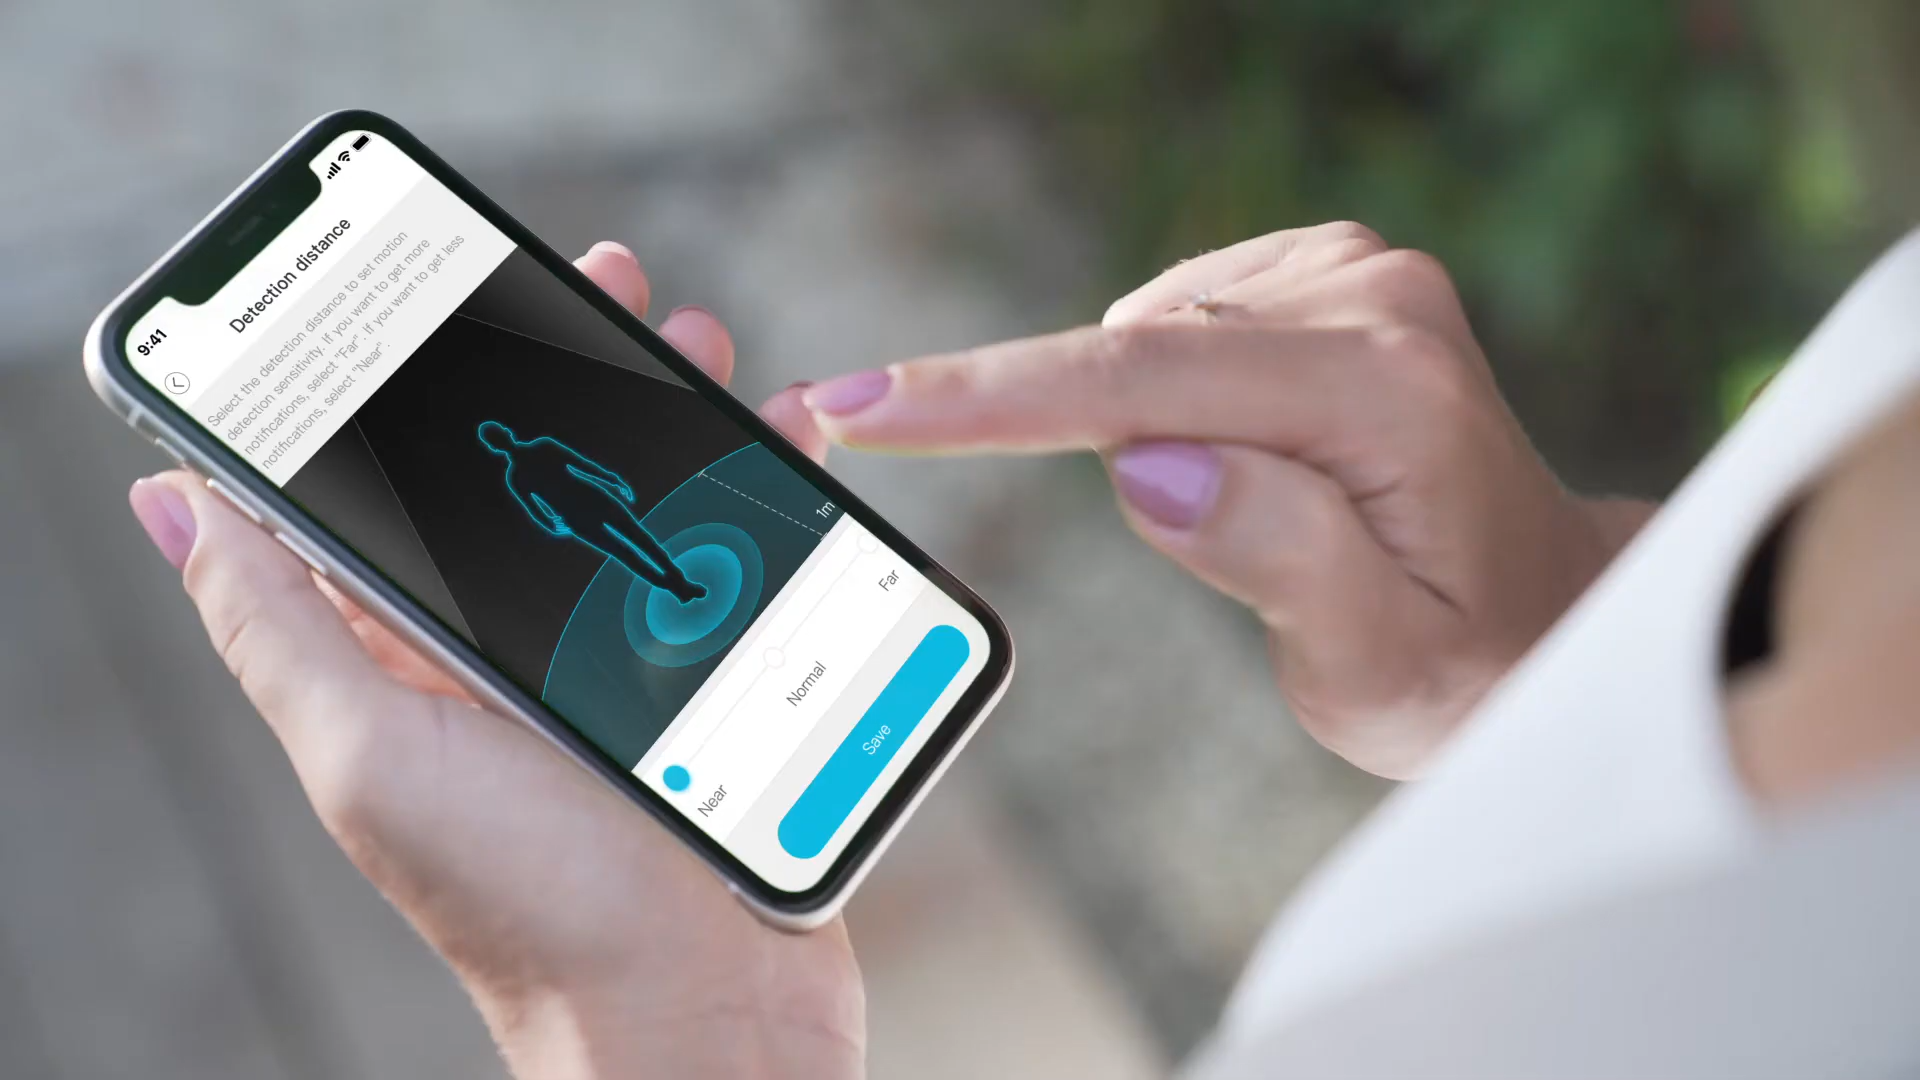 9:41
Detection distance
Select the detection distance to set motion
detection sensitivity. If you want to get more
notifications, select "Far". If you want to get less
notifications, select "Near".
1m
Near
Normal
Far
Save